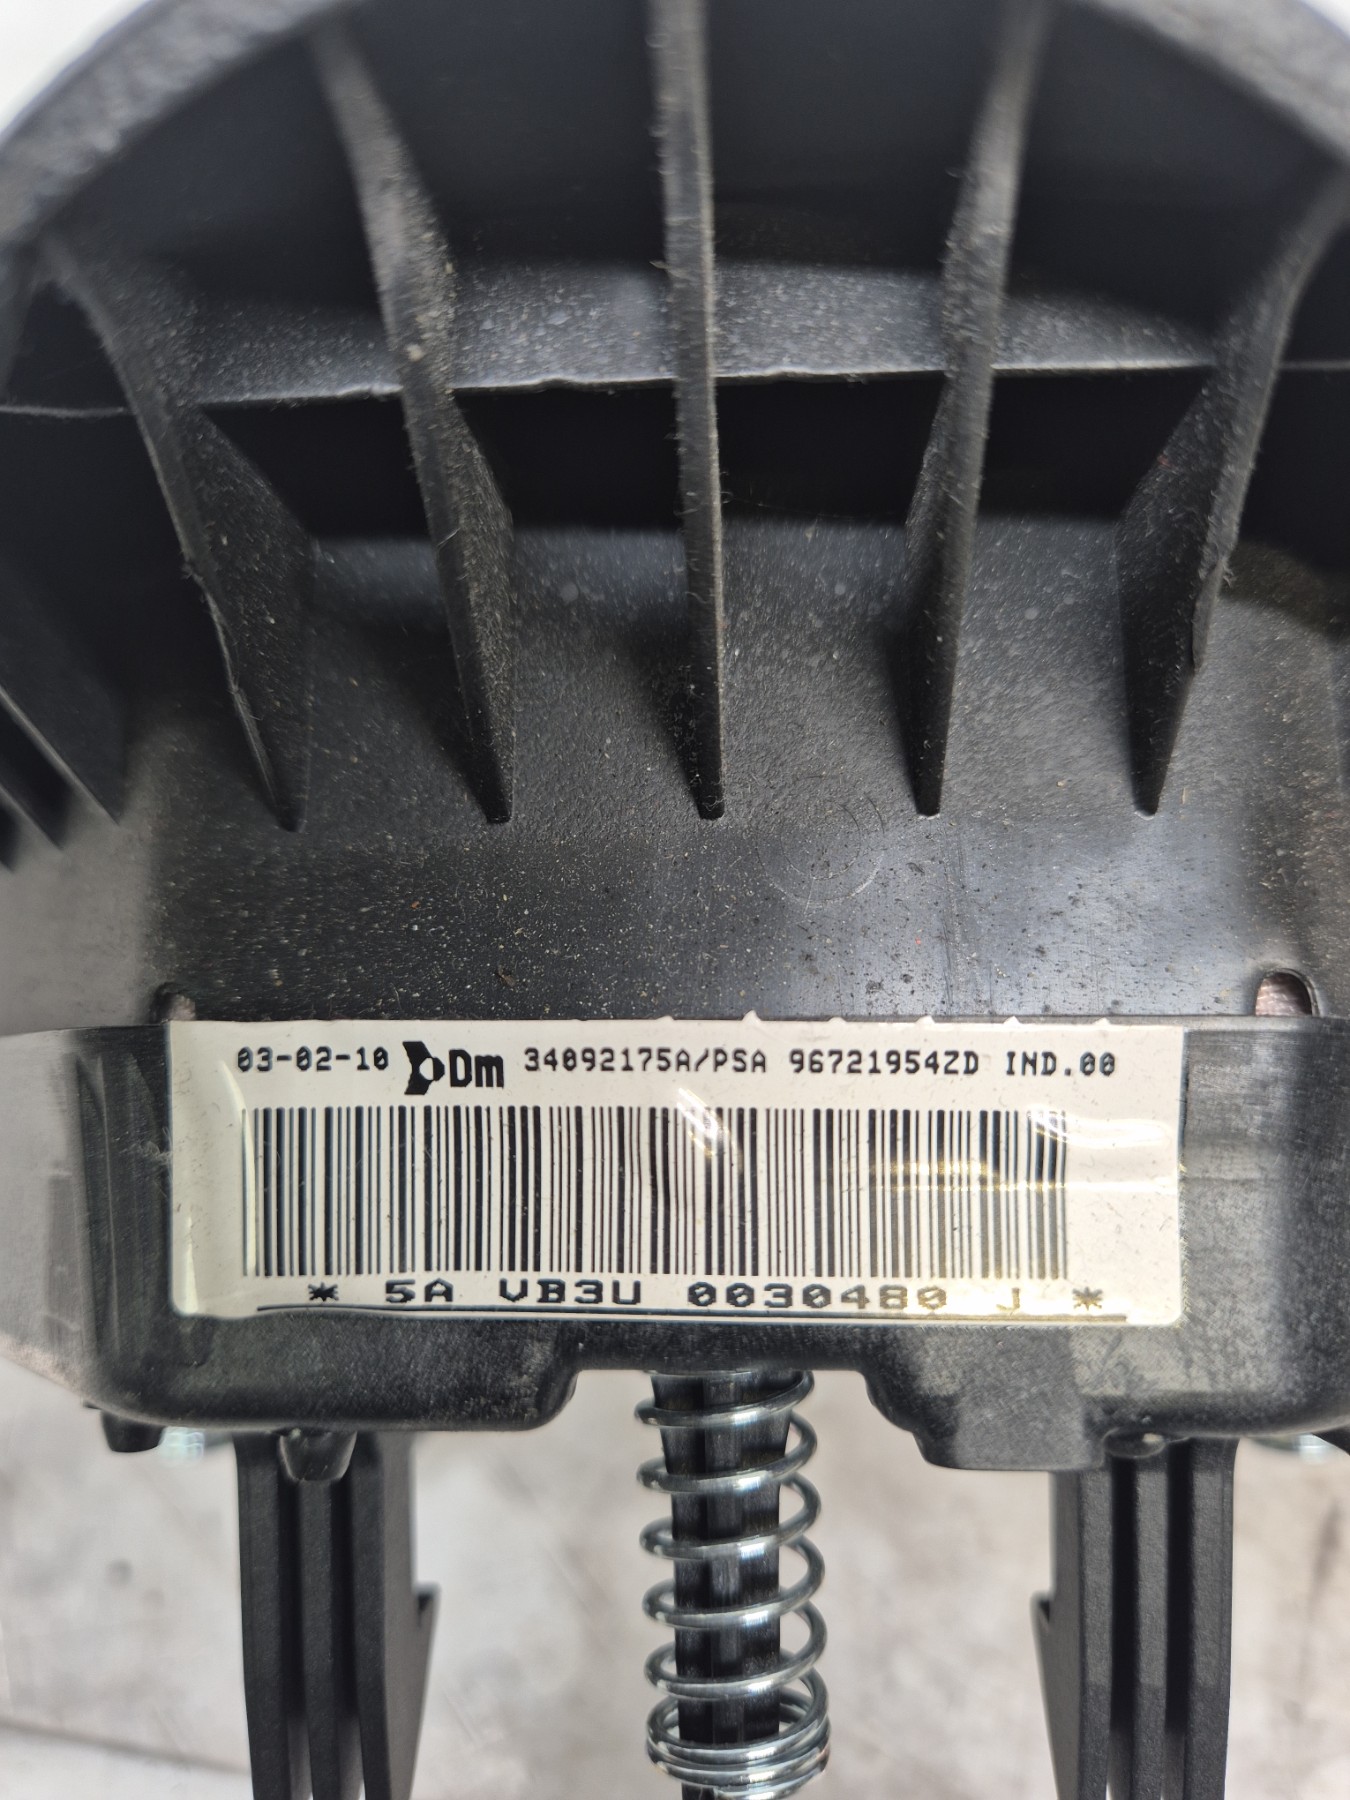 03-02-10 Dm 34092175A/PSA 96721954ZD IND.00
* 5A VB3U 0030480 J *